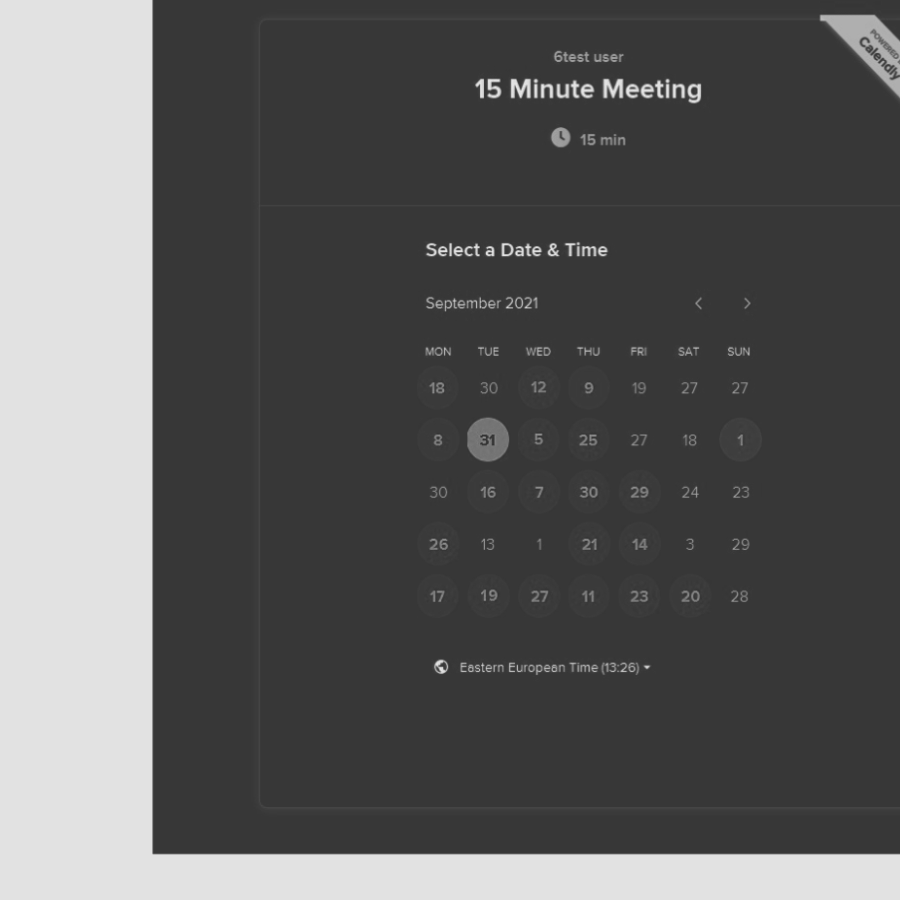 POWERED
Calendly
6test user
15 Minute Meeting
15 min
Select a Date & Time
September 2021
MON TUE WED THU FRI SAT SUN
18 30 12 9 19 27 27
8 31 5 25 27 18 1
30 16 7 30 29 24 23
26 13 1 21 14 3 29
17 19 27 11 23 20 28
Eastern European Time (13:26)